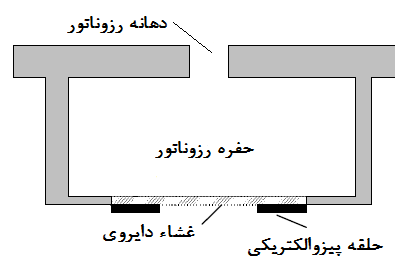 دهانه رزوناتور
حفره رزوناتور
غشاء دایروی
حلقه پیزوالکتریکی